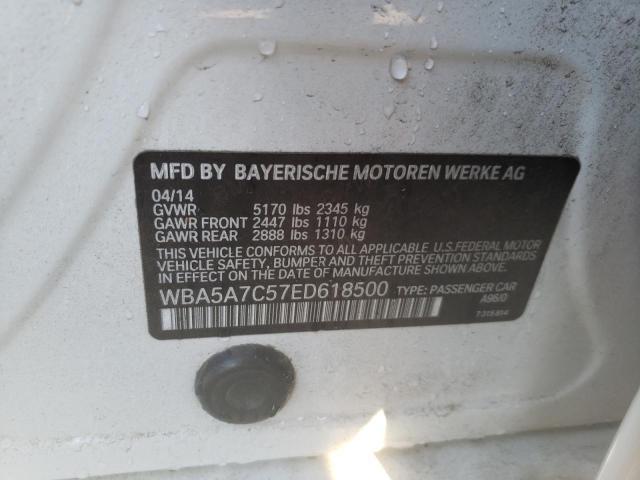 MFD BY BAYERISCHE MOTOREN WERKE AG
04/14
GVWR 5170 lbs 2345 kg
GAWR FRONT 2447 lbs 1110 kg
GAWR REAR 2888 lbs 1310 kg
THIS VEHICLE CONFORMS TO ALL APPLICABLE U.S.FEDERAL MOTOR
VEHICLE SAFETY, BUMPER AND THEFT PREVENTION STANDARDS
IN EFFECT ON THE DATE OF MANUFACTURE SHOWN ABOVE.
WBA5A7C57ED618500 TYPE: PASSENGER CAR
A96/0